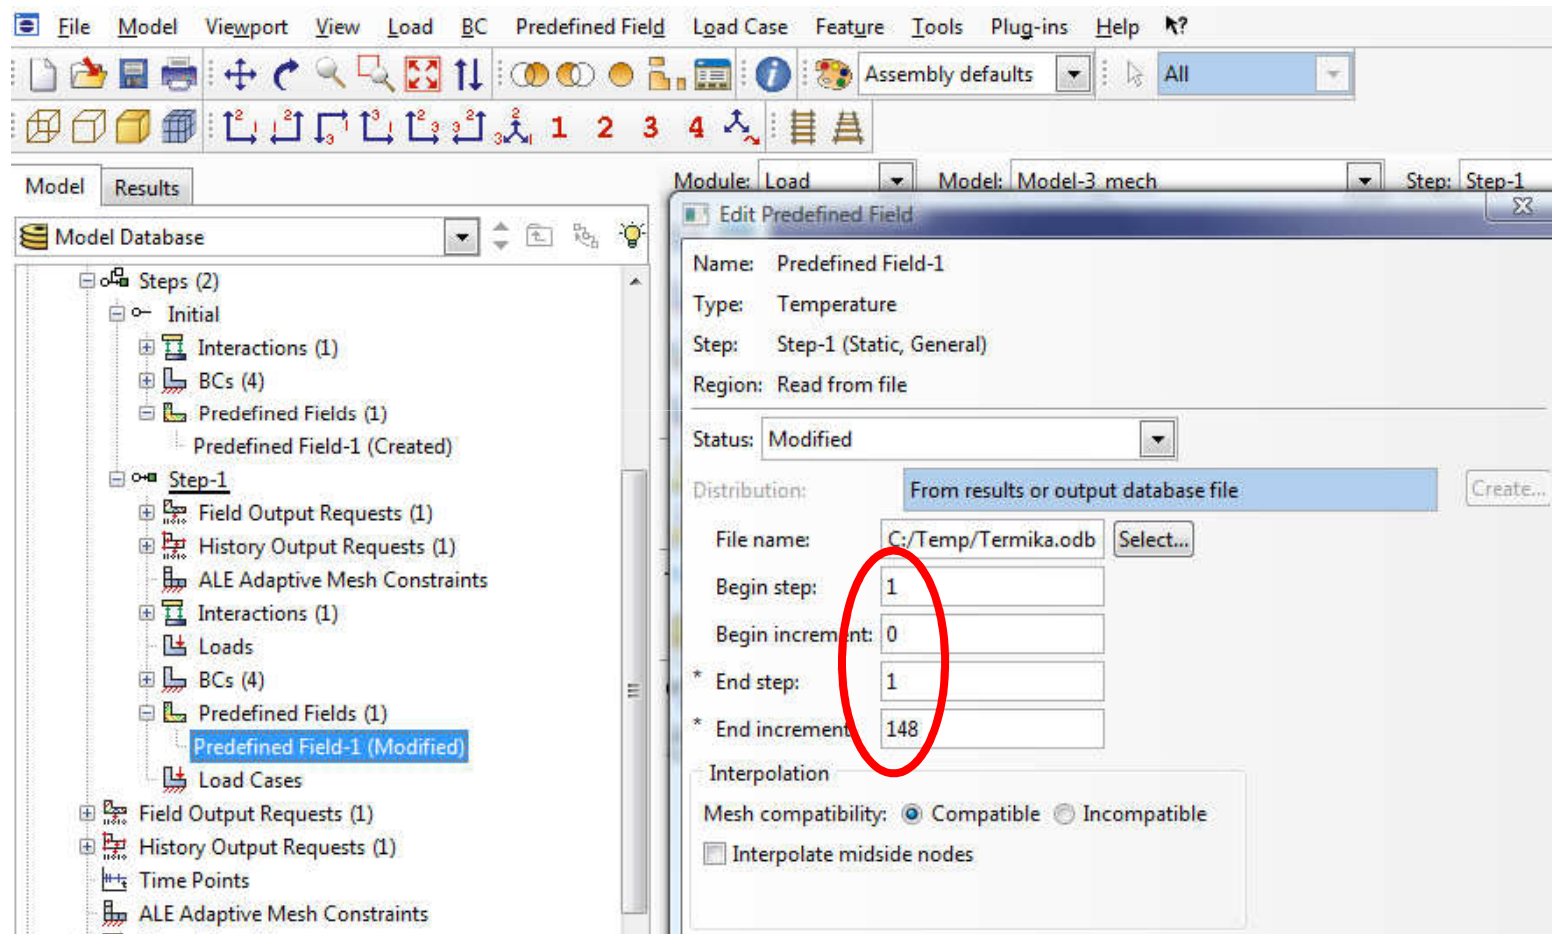 File Model Viewport View Load BC Predefined Field Load Case Feature Tools Plug-ins Help ?
Assembly defaults All
1 2 3 4
Module: Load Model: Model-3 mech Step: Step-1
Model Results
Edit Predefined Field
Model Database
Name: Predefined Field-1
Steps (2)
Type: Temperature
Initial
Step: Step-1 (Static, General)
Interactions (1)
BCs (4)
Region: Read from file
Predefined Fields (1)
Status: Modified
Predefined Field-1 (Created)
Step-1
Distribution: From results or output database file Create...
Field Output Requests (1)
File name: C:/Temp/Termika.odb Select...
History Output Requests (1)
ALE Adaptive Mesh Constraints
Begin step: 1
Interactions (1)
Begin increment: 0
Loads
BCs (4)
* End step: 1
Predefined Fields (1)
* End increment 148
Predefined Field-1 (Modified)
Interpolation
Load Cases
Field Output Requests (1)
Mesh compatibility: Compatible Incompatible
History Output Requests (1)
Interpolate midside nodes
Time Points
ALE Adaptive Mesh Constraints